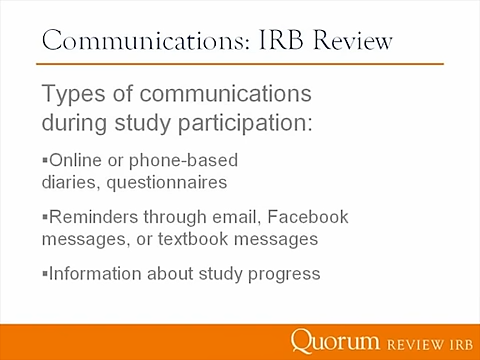 Communications: IRB Review
Types of communications
during study participation:
▪Online or phone-based
diaries, questionnaires
▪Reminders through email, Facebook
messages, or textbook messages
▪Information about study progress
Quorum REVIEW IRB